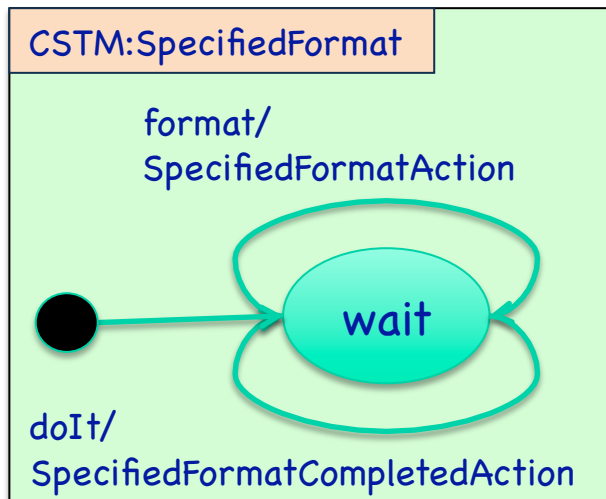 CSTM:SpecifiedFormat
format/
SpecifiedFormatAction
wait
doIt/
SpecifiedFormatCompletedAction